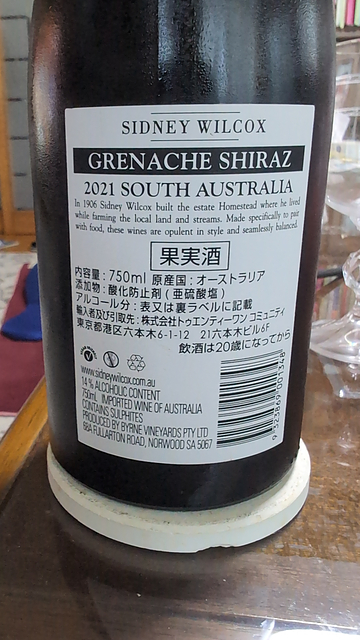 SIDNEY WILCOX
GRENACHE SHIRAZ
2021 SOUTH AUSTRALIA
In 1906 Sidney Wilcox built the estate Homestead where he lived
while farming the local land and streams. Made specifically to pair
with food, these wines are opulent in style and seamlessly balanced.
果実酒
内容量:750ml 原産国:オーストラリア
添加物:酸化防止剤(亜硫酸塩)
アルコール分:表又は裏ラベルに記載
輸入者及び引取先:株式会社トゥエンティーワン コミュニティ
東京都港区六本木6-1-12 21六本木ビル6F
飲酒は20歳になってから
www.sidneywilcox.com.au
14% ALCOHOLIC CONTENT
750mL IMPORTED WINE OF AUSTRALIA
CONTAINS SULPHITES
PRODUCED BY BYRNE VINEYARDS PTY LTD
68A FULLARTON ROAD, NORWOOD SA 5067
9 323869 001348